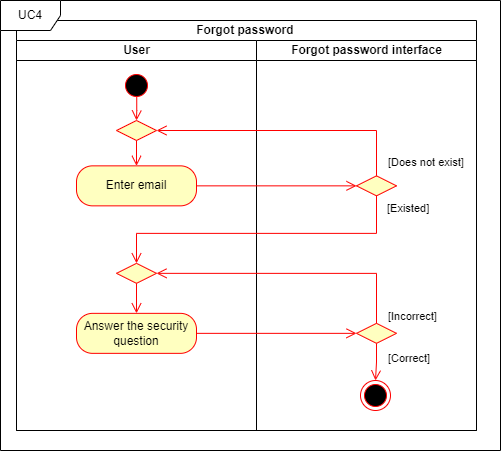 UC4
Forgot password
User
Forgot password interface
[Does not exist]
Enter email
[Existed]
[Incorrect]
Answer the security
question
[Correct]